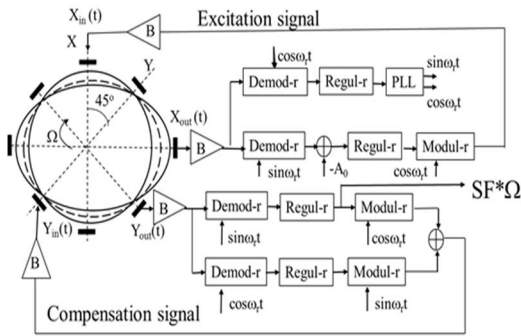 X_in(t)
Excitation signal
X
B
Y
45°
Ω
X_out(t)
B
cosω_rt
Demod-r
Regul-r
PLL
sinω_rt
cosω_rt
Demod-r
Regul-r
Modul-r
sinω_rt
-A_0
cosω_rt
SF*Ω
Y_in(t)
Y_out(t)
B
Demod-r
Regul-r
Modul-r
sinω_rt
cosω_rt
B
Demod-r
Regul-r
Modul-r
cosω_rt
sinω_rt
Compensation signal